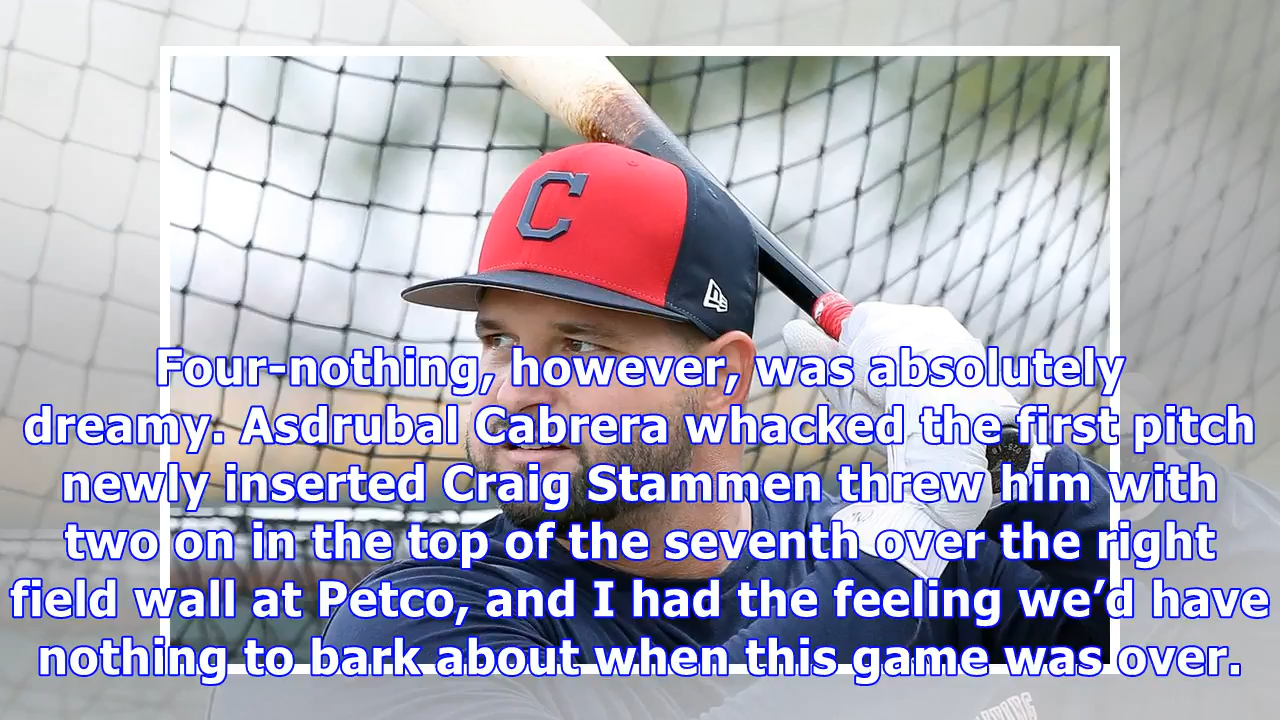 C
Four-nothing, however, was absolutely
dreamy. Asdrubal Cabrera whacked the first pitch
newly inserted Craig Stammen threw him with
two on in the top of the seventh over the right
field wall at Petco, and I had the feeling we’d have
nothing to bark about when this game was over.